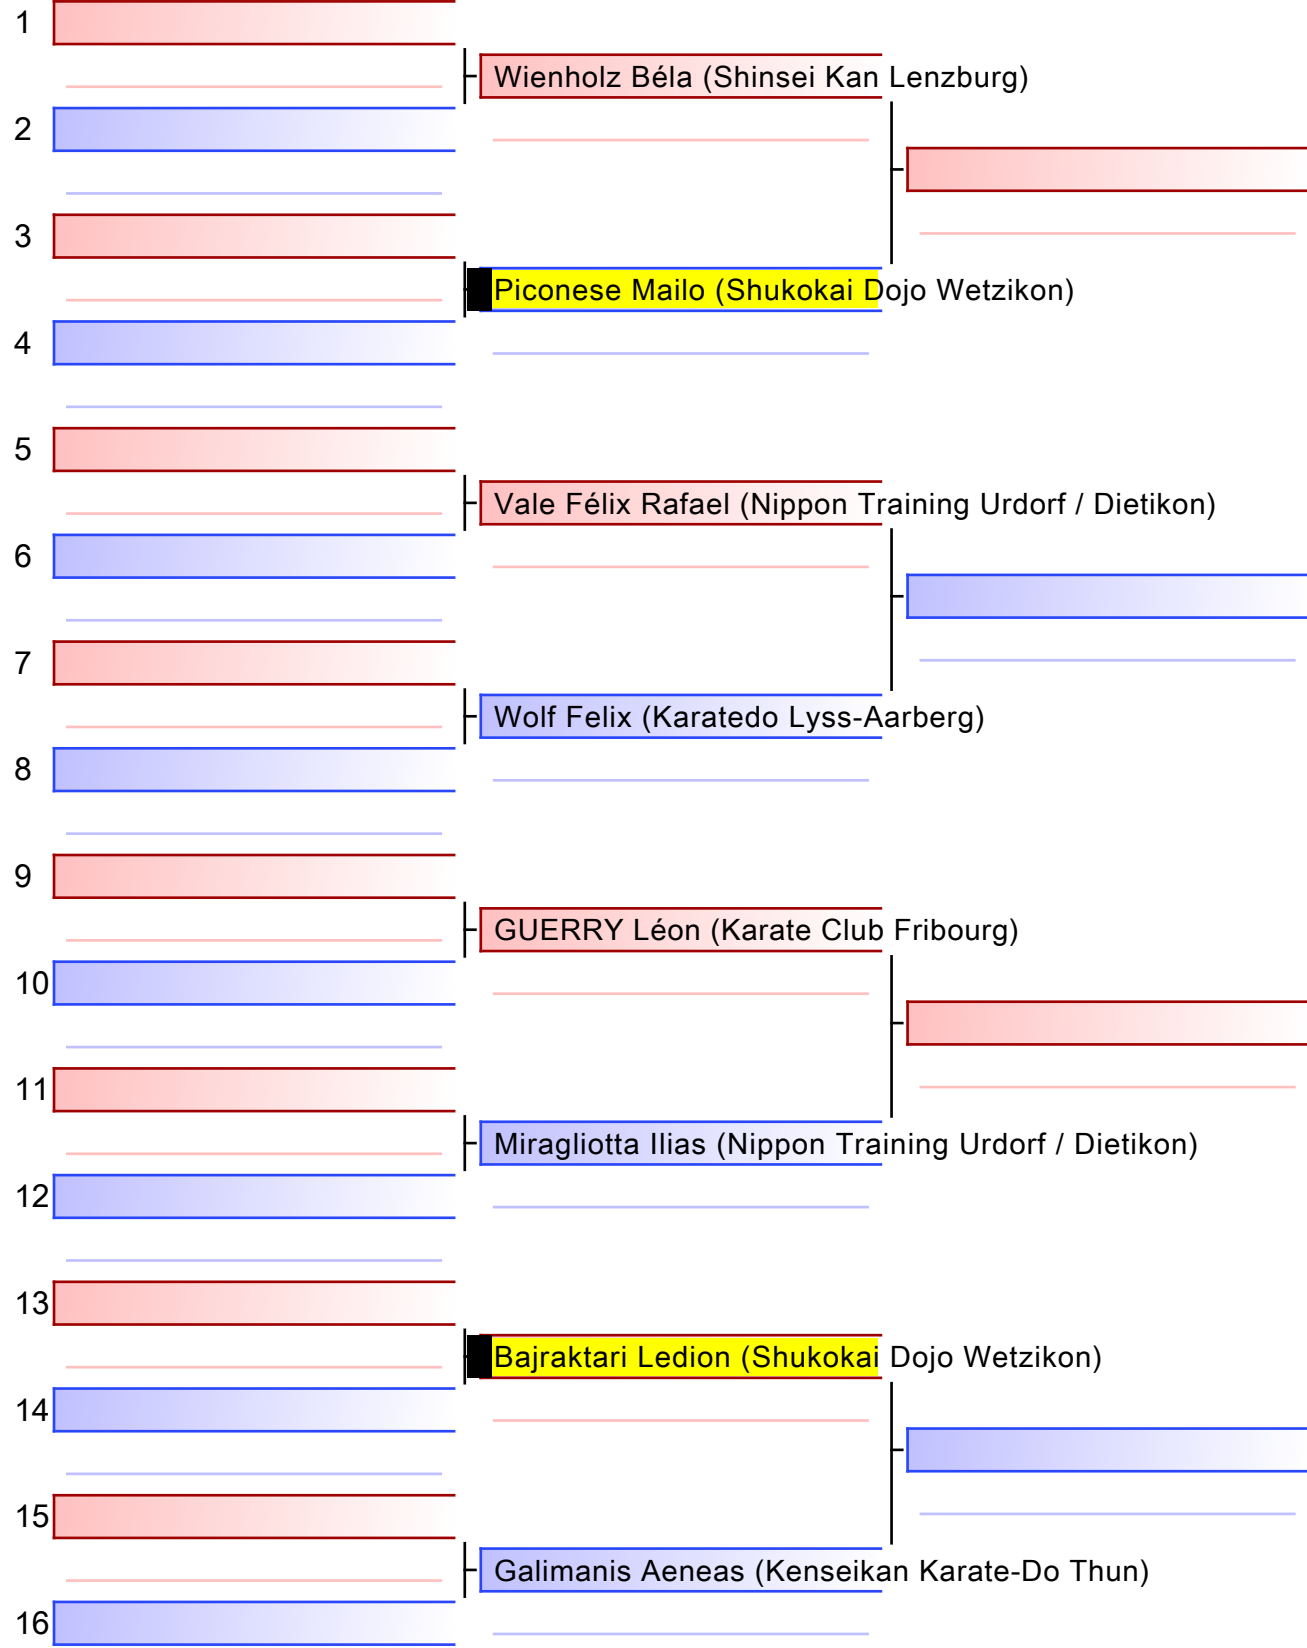 1
Wienholz Béla (Shinsei Kan Lenzburg)
2
3
Piconese Mailo (Shukokai Dojo Wetzikon)
4
5
Vale Félix Rafael (Nippon Training Urdorf / Dietikon)
6
7
Wolf Felix (Karatedo Lyss-Aarberg)
8
9
GUERRY Léon (Karate Club Fribourg)
10
11
Miragliotta Ilias (Nippon Training Urdorf / Dietikon)
12
13
Bajraktari Ledion (Shukokai Dojo Wetzikon)
14
15
Galimanis Aeneas (Kenseikan Karate-Do Thun)
16